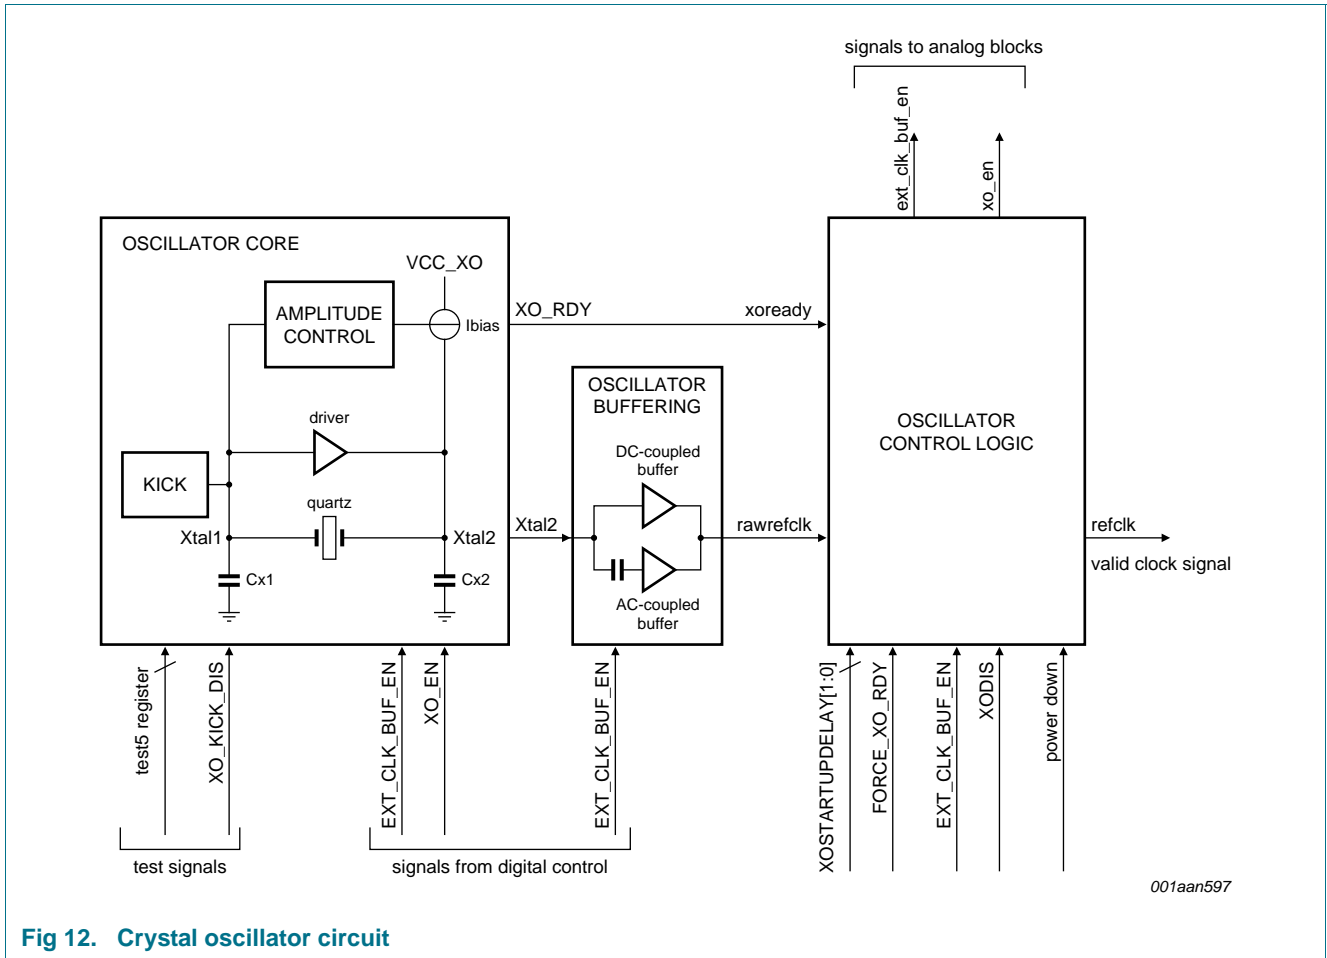 signals to analog blocks
ext_clk_buf_en
xo_en
OSCILLATOR CORE
VCC_XO
AMPLITUDE
CONTROL
Ibias
XO_RDY
xoready
OSCILLATOR
BUFFERING
driver
DC-coupled
buffer
OSCILLATOR
CONTROL LOGIC
KICK
quartz
Xtal1
Xtal2
Xtal2
rawrefclk
refclk
valid clock signal
Cx1
Cx2
AC-coupled
buffer
test5 register
XO_KICK_DIS
EXT_CLK_BUF_EN
XO_EN
EXT_CLK_BUF_EN
XOSTARTUPDELAY[1:0]
FORCE_XO_RDY
EXT_CLK_BUF_EN
XODIS
power down
test signals
signals from digital control
001aan597
Fig 12. Crystal oscillator circuit